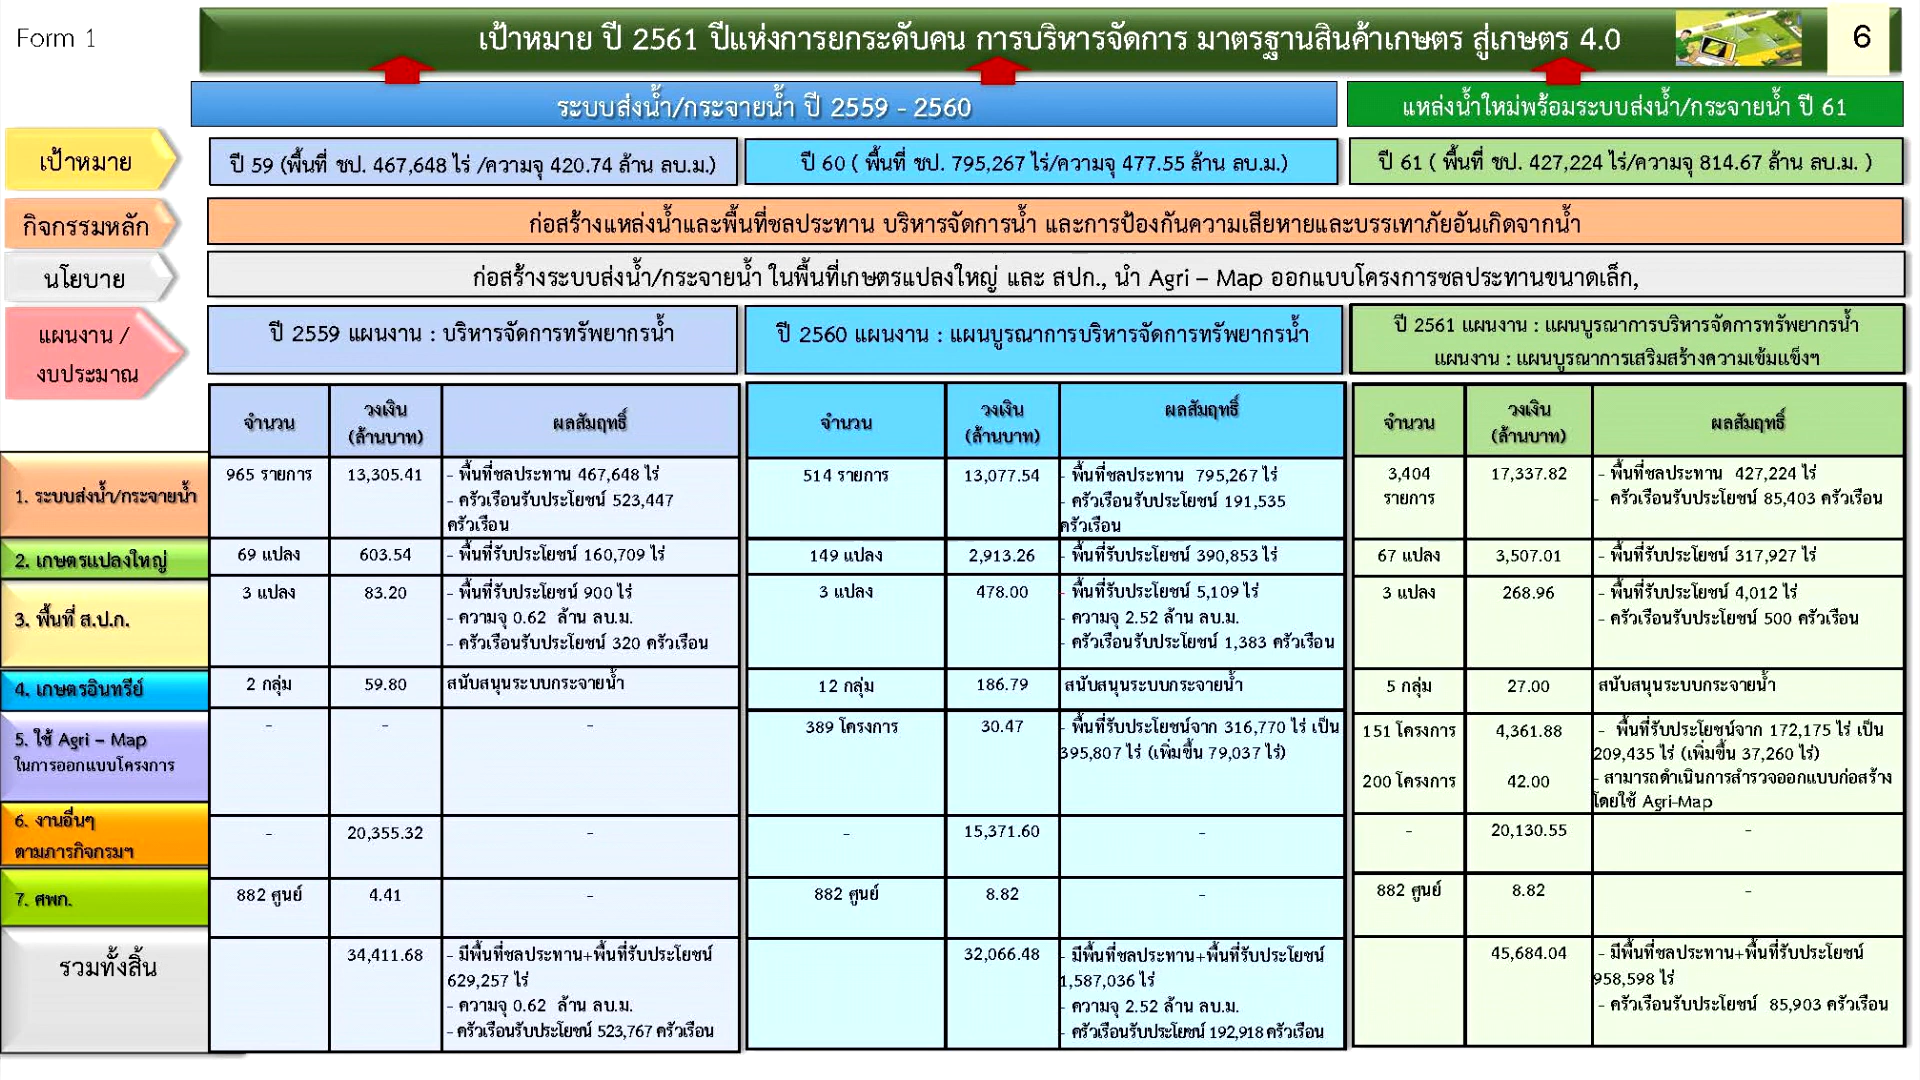 Form 1
เป้าหมาย ปี 2561 ปีแห่งการยกระดับคน การบริหารจัดการ มาตรฐานสินค้าเกษตร สู่เกษตร 4.0
6
ระบบส่งน้ำ/กระจายน้ำ ปี 2559 - 2560
แหล่งน้ำใหม่พร้อมระบบส่งน้ำ/กระจายน้ำ ปี 61
เป้าหมาย
ปี 59 (พื้นที่ ชป. 467,648 ไร่ /ความจุ 420.74 ล้าน ลบ.ม.)
ปี 60 ( พื้นที่ ชป. 795,267 ไร่/ความจุ 477.55 ล้าน ลบ.ม.)
ปี 61 ( พื้นที่ ชป. 427,224 ไร่/ความจุ 814.67 ล้าน ลบ.ม. )
กิจกรรมหลัก
ก่อสร้างแหล่งน้ำและพื้นที่ชลประทาน บริหารจัดการน้ำ และการป้องกันความเสียหายและบรรเทาภัยอันเกิดจากน้ำ
นโยบาย
ก่อสร้างระบบส่งน้ำ/กระจายน้ำ ในพื้นที่เกษตรแปลงใหญ่ และ สปก., นำ Agri – Map ออกแบบโครงการชลประทานขนาดเล็ก,
แผนงาน /
งบประมาณ
ปี 2559 แผนงาน : บริหารจัดการทรัพยากรน้ำ
ปี 2560 แผนงาน : แผนบูรณาการบริหารจัดการทรัพยากรน้ำ
ปี 2561 แผนงาน : แผนบูรณาการบริหารจัดการทรัพยากรน้ำ
แผนงาน : แผนบูรณาการเสริมสร้างความเข้มแข็งฯ
จำนวน
วงเงิน
(ล้านบาท)
ผลสัมฤทธิ์
จำนวน
วงเงิน
(ล้านบาท)
ผลสัมฤทธิ์
จำนวน
วงเงิน
(ล้านบาท)
ผลสัมฤทธิ์
1. ระบบส่งน้ำ/กระจายน้ำ
965 รายการ
13,305.41
- พื้นที่ชลประทาน 467,648 ไร่
- ครัวเรือนรับประโยชน์ 523,447
ครัวเรือน
514 รายการ
13,077.54
- พื้นที่ชลประทาน 795,267 ไร่
- ครัวเรือนรับประโยชน์ 191,535
ครัวเรือน
3,404
รายการ
17,337.82
- พื้นที่ชลประทาน 427,224 ไร่
- ครัวเรือนรับประโยชน์ 85,403 ครัวเรือน
2. เกษตรแปลงใหญ่
69 แปลง
603.54
- พื้นที่รับประโยชน์ 160,709 ไร่
149 แปลง
2,913.26
- พื้นที่รับประโยชน์ 390,853 ไร่
67 แปลง
3,507.01
- พื้นที่รับประโยชน์ 317,927 ไร่
3. พื้นที่ ส.ป.ก.
3 แปลง
83.20
- พื้นที่รับประโยชน์ 900 ไร่
- ความจุ 0.62 ล้าน ลบ.ม.
- ครัวเรือนรับประโยชน์ 320 ครัวเรือน
3 แปลง
478.00
- พื้นที่รับประโยชน์ 5,109 ไร่
- ความจุ 2.52 ล้าน ลบ.ม.
- ครัวเรือนรับประโยชน์ 1,383 ครัวเรือน
3 แปลง
268.96
- พื้นที่รับประโยชน์ 4,012 ไร่
- ครัวเรือนรับประโยชน์ 500 ครัวเรือน
4. เกษตรอินทรีย์
2 กลุ่ม
59.80
สนับสนุนระบบกระจายน้ำ
12 กลุ่ม
186.79
สนับสนุนระบบกระจายน้ำ
5 กลุ่ม
27.00
สนับสนุนระบบกระจายน้ำ
5. ใช้ Agri – Map
ในการออกแบบโครงการ
-
-
-
389 โครงการ
30.47
- พื้นที่รับประโยชน์จาก 316,770 ไร่ เป็น
395,807 ไร่ (เพิ่มขึ้น 79,037 ไร่)
151 โครงการ
4,361.88
- พื้นที่รับประโยชน์จาก 172,175 ไร่ เป็น
209,435 ไร่ (เพิ่มขึ้น 37,260 ไร่)
200 โครงการ
42.00
- สามารถดำเนินการสำรวจออกแบบก่อสร้าง
โดยใช้ Agri-Map
6. งานอื่นๆ
ตามภารกิจกรมฯ
-
20,355.32
-
-
15,371.60
-
-
20,130.55
-
7. ศพก.
882 ศูนย์
4.41
-
882 ศูนย์
8.82
-
882 ศูนย์
8.82
-
รวมทั้งสิ้น
34,411.68
- มีพื้นที่ชลประทาน+พื้นที่รับประโยชน์
629,257 ไร่
- ความจุ 0.62 ล้าน ลบ.ม.
- ครัวเรือนรับประโยชน์ 523,767 ครัวเรือน
32,066.48
- มีพื้นที่ชลประทาน+พื้นที่รับประโยชน์
1,587,036 ไร่
- ความจุ 2.52 ล้าน ลบ.ม.
- ครัวเรือนรับประโยชน์ 192,918 ครัวเรือน
45,684.04
- มีพื้นที่ชลประทาน+พื้นที่รับประโยชน์
958,598 ไร่
- ครัวเรือนรับประโยชน์ 85,903 ครัวเรือน